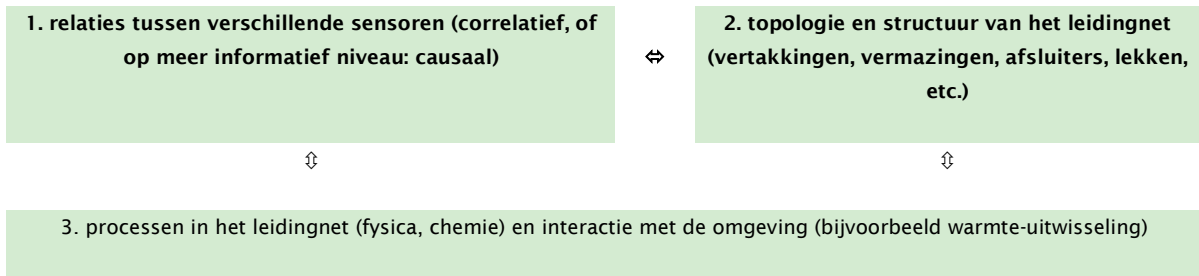 1. relaties tussen verschillende sensoren (correlatief, of
op meer informatief niveau: causaal)
⇔
2. topologie en structuur van het leidingnet
(vertakkingen, vermazingen, afsluiters, lekken,
etc.)
⇕
⇕
3. processen in het leidingnet (fysica, chemie) en interactie met de omgeving (bijvoorbeeld warmte-uitwisseling)